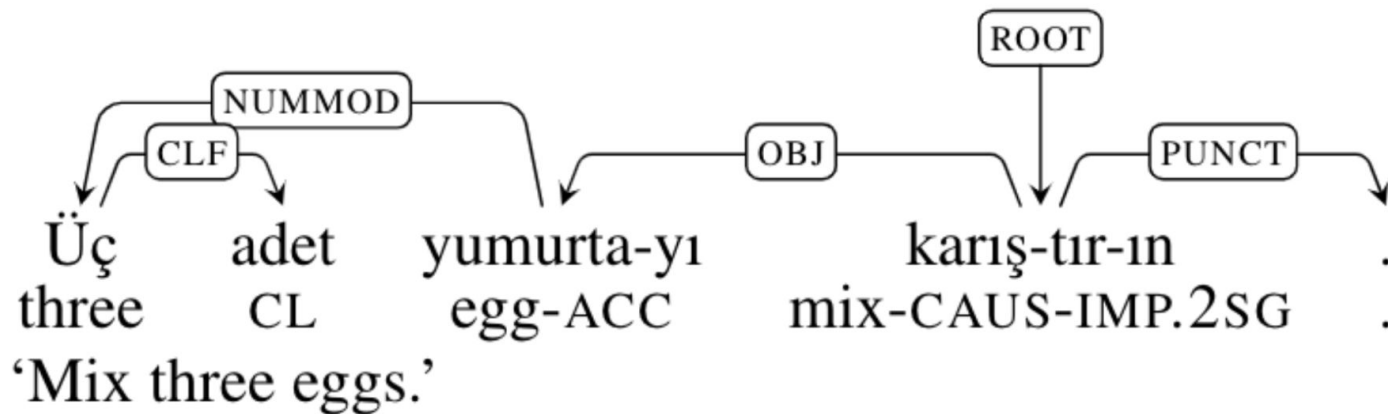 ROOT
NUMMOD
CLF OBJ PUNCT
Üç adet yumurta-yı karış-tır-ın .
three CL egg-ACC mix-CAUS-IMP.2SG .
‘Mix three eggs.’